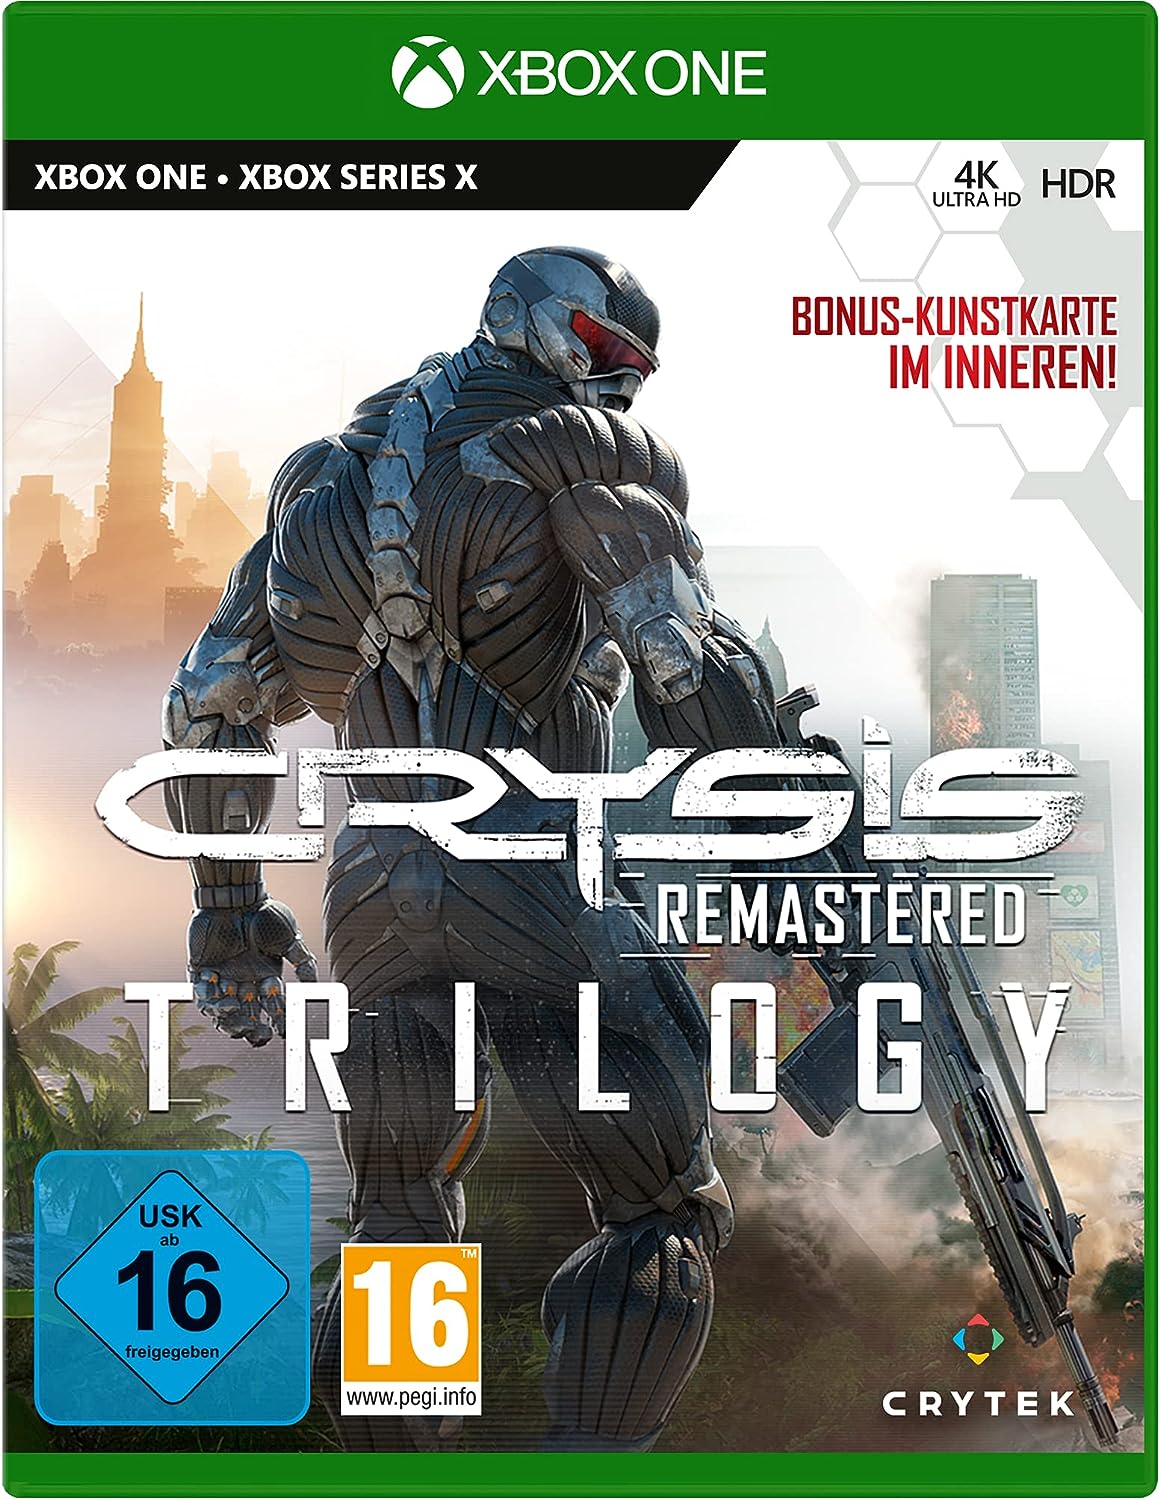 XBOX ONE
XBOX ONE • XBOX SERIES X
4K
ULTRA HD
HDR
BONUS-KUNSTKARTE
IM INNEREN!
CRYSIS
REMASTERED
TRILOGY
USK
ab
16
freigegeben
16™
www.pegi.info
CRYTEK